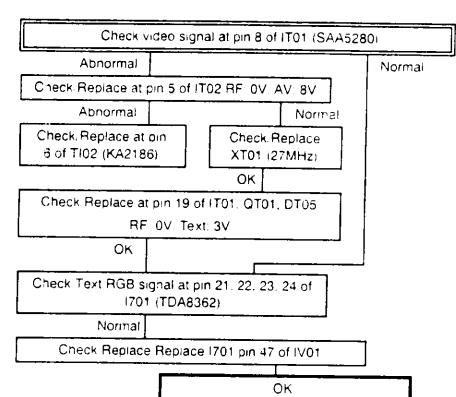 Check video signal at pin 8 of IT01 (SAA5280)
Abnormal
Normal
Check. Replace at pin 5 of IT02 RF: 0V, AV: 8V
Abnormal
Normal
Check. Replace at pin
6 of TI02 (KA2186)
Check. Replace
XT01 (27MHz)
OK
Check. Replace at pin 19 of IT01, QT01, DT05
RF: 0V, Text: 3V
OK
Check Text RGB signal at pin 21, 22, 23, 24 of
I701 (TDA8362)
Normal
Check Replace Replace I701 pin 47 of IV01
OK